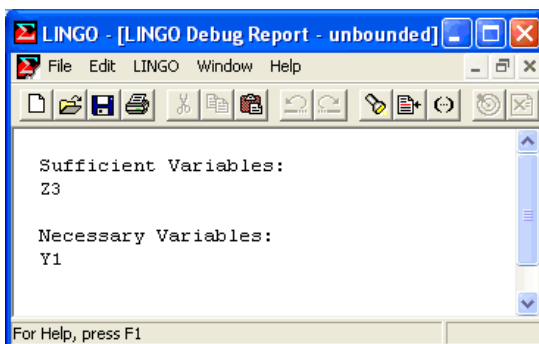 LINGO - [LINGO Debug Report - unbounded]
File Edit LINGO Window Help
Sufficient Variables:
Z3
Necessary Variables:
Y1
For Help, press F1